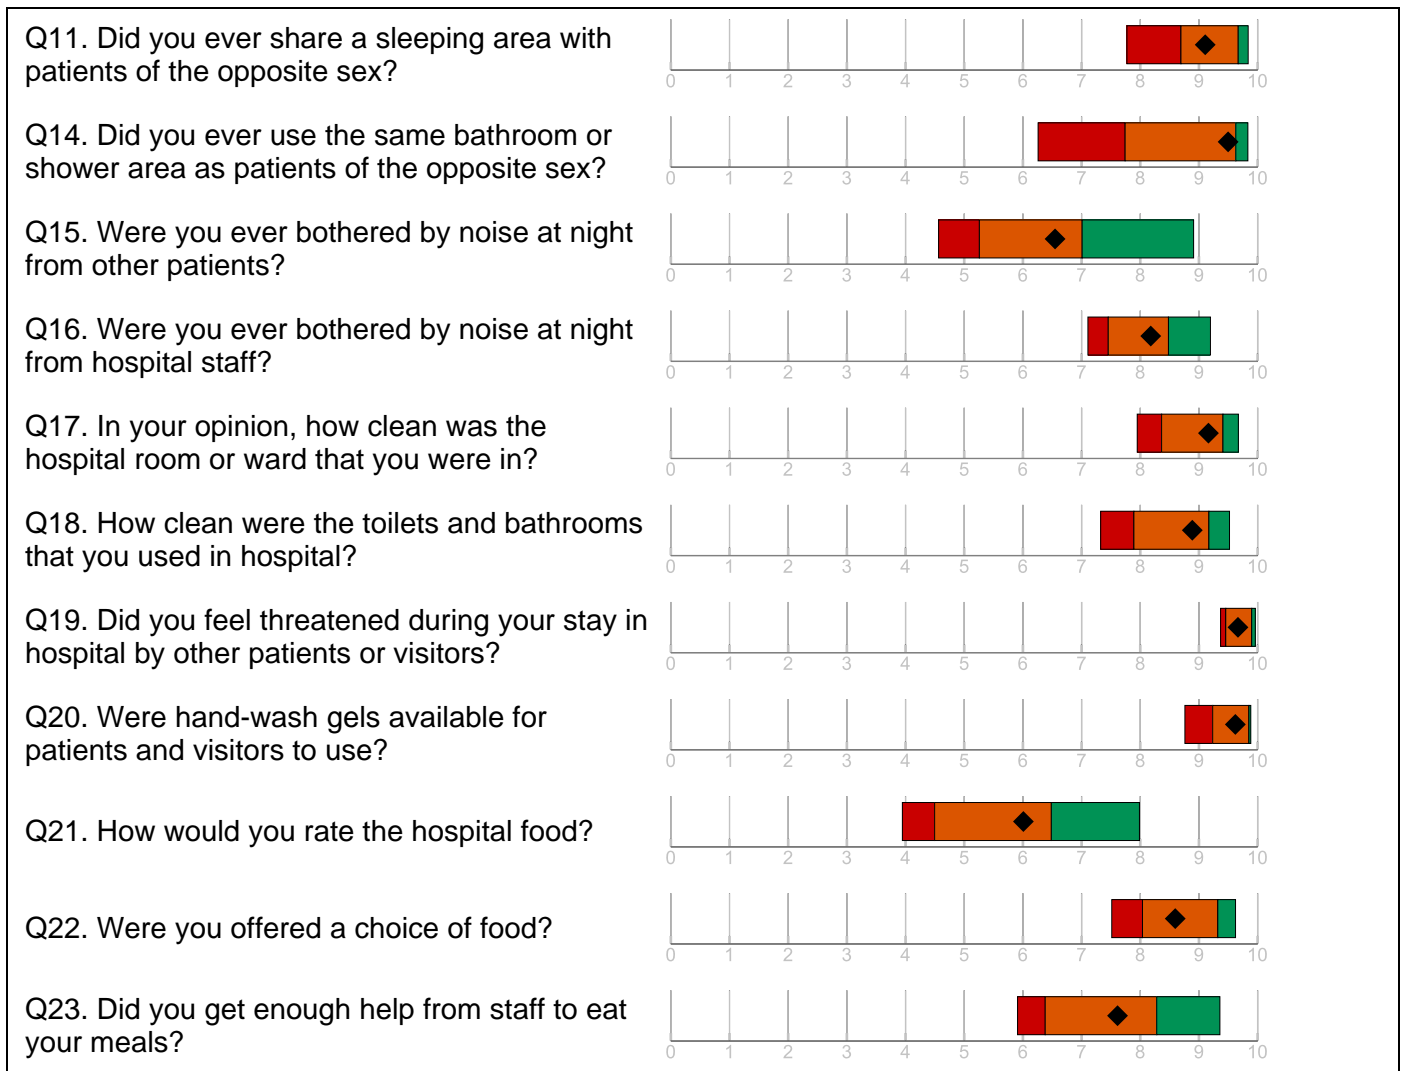 Q11. Did you ever share a sleeping area with
patients of the opposite sex?
0 1 2 3 4 5 6 7 8 9 10
Q14. Did you ever use the same bathroom or
shower area as patients of the opposite sex?
0 1 2 3 4 5 6 7 8 9 10
Q15. Were you ever bothered by noise at night
from other patients?
0 1 2 3 4 5 6 7 8 9 10
Q16. Were you ever bothered by noise at night
from hospital staff?
0 1 2 3 4 5 6 7 8 9 10
Q17. In your opinion, how clean was the
hospital room or ward that you were in?
0 1 2 3 4 5 6 7 8 9 10
Q18. How clean were the toilets and bathrooms
that you used in hospital?
0 1 2 3 4 5 6 7 8 9 10
Q19. Did you feel threatened during your stay in
hospital by other patients or visitors?
0 1 2 3 4 5 6 7 8 9 10
Q20. Were hand-wash gels available for
patients and visitors to use?
0 1 2 3 4 5 6 7 8 9 10
Q21. How would you rate the hospital food?
0 1 2 3 4 5 6 7 8 9 10
Q22. Were you offered a choice of food?
0 1 2 3 4 5 6 7 8 9 10
Q23. Did you get enough help from staff to eat
your meals?
0 1 2 3 4 5 6 7 8 9 10